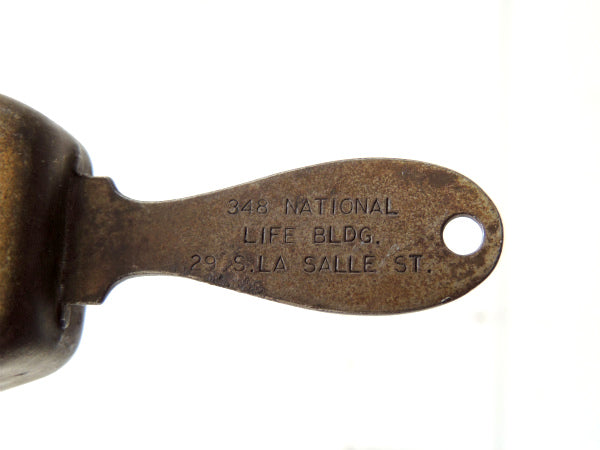 348 NATIONAL
LIFE BLDG.
29 S. LA SALLE ST.